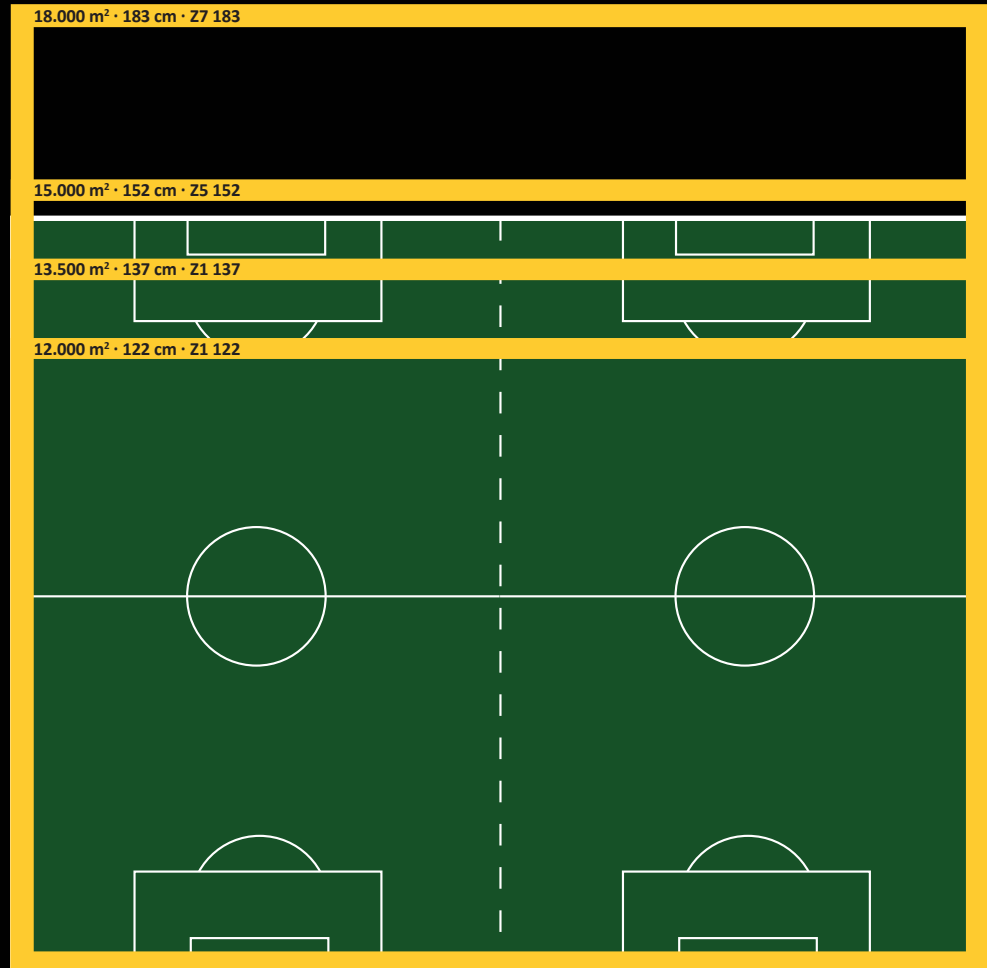 18.000 m² · 183 cm · Z7 183
15.000 m² · 152 cm · Z5 152
13.500 m² · 137 cm · Z1 137
12.000 m² · 122 cm · Z1 122